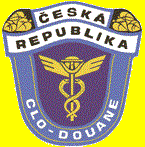 ČESKÁ
REPUBLIKA
CLO - DOUANE